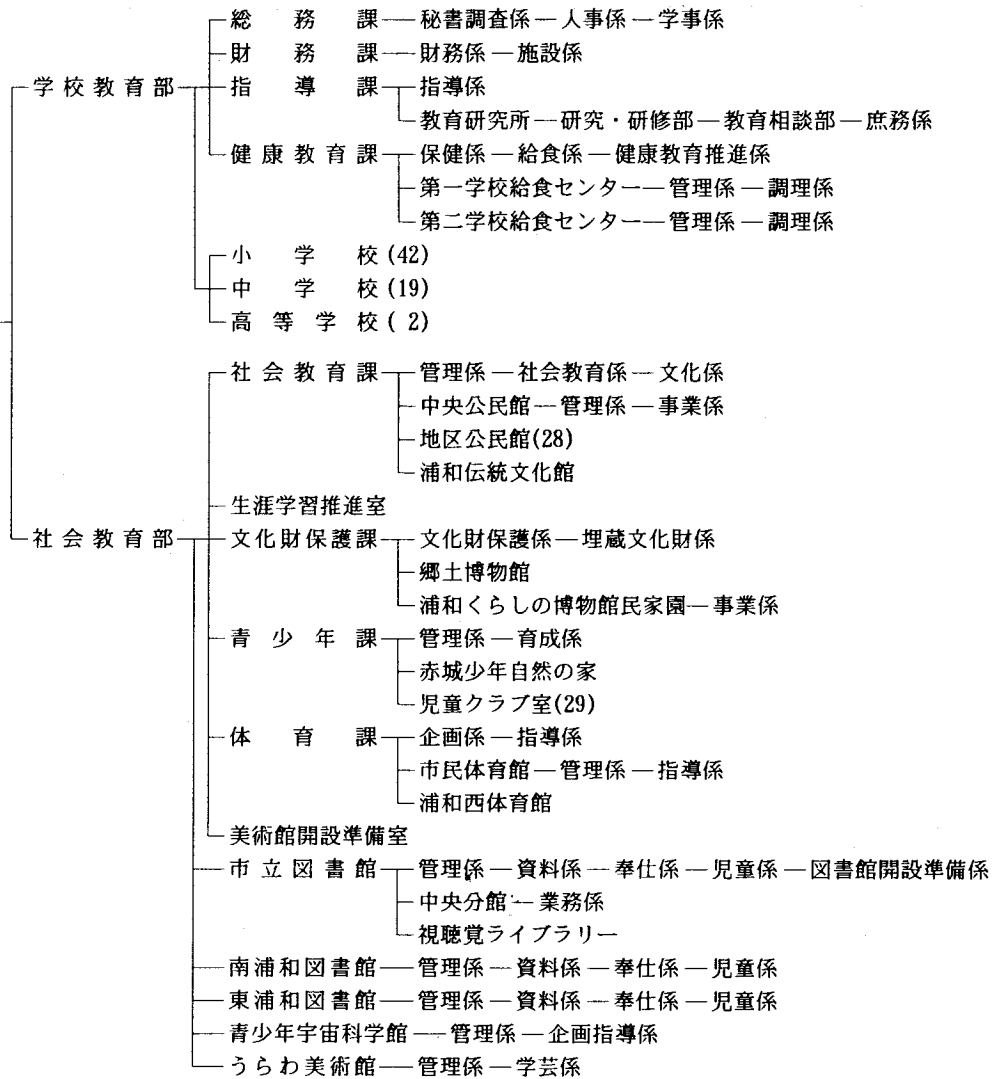 総務課 秘書調査係 人事係 学事係
財務課 財務係 施設係
学校教育部 指導課 指導係
教育研究所 研究・研修部 教育相談部 庶務係
健康教育課 保健係 給食係 健康教育推進係
第一学校給食センター 管理係 調理係
第二学校給食センター 管理係 調理係
小学校(42)
中学校(19)
高等学校( 2)
社会教育課 管理係 社会教育係 文化係
中央公民館 管理係 事業係
地区公民館(28)
浦和伝統文化館
生涯学習推進室
社会教育部 文化財保護課 文化財保護係 埋蔵文化財係
郷土博物館
浦和くらしの博物館民家園 事業係
青少年課 管理係 育成係
赤城少年自然の家
児童クラブ室(29)
体育課 企画係 指導係
市民体育館 管理係 指導係
浦和西体育館
美術館開設準備室
市立図書館 管理係 資料係 奉仕係 児童係 図書館開設準備係
中央分館 業務係
視聴覚ライブラリー
南浦和図書館 管理係 資料係 奉仕係 児童係
東浦和図書館 管理係 資料係 奉仕係 児童係
青少年宇宙科学館 管理係 企画指導係
うらわ美術館 管理係 学芸係